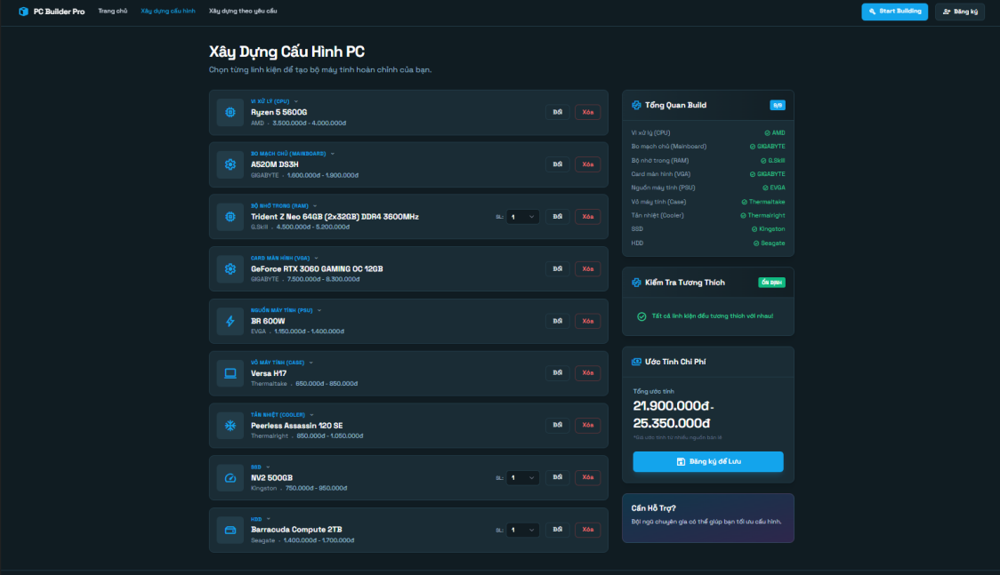 PC Builder Pro
Trang chủ
Xây dựng cấu hình
Xây dựng theo yêu cầu
Start Building
Đăng ký
Xây Dựng Cấu Hình PC
Chọn từng linh kiện để tạo bộ máy tính hoàn chỉnh của bạn.
VI XỬ LÝ (CPU)
Ryzen 5 5600G
AMD · 3.500.000đ - 4.000.000đ
Đổi
Xóa
BO MẠCH CHỦ (MAINBOARD)
A520M DS3H
GIGABYTE · 1.600.000đ - 1.900.000đ
Đổi
Xóa
BỘ NHỚ TRONG (RAM)
Trident Z Neo 64GB (2x32GB) DDR4 3600MHz
G.Skill · 4.500.000đ - 5.200.000đ
SL: 1
Đổi
Xóa
CARD MÀN HÌNH (VGA)
GeForce RTX 3060 GAMING OC 12GB
GIGABYTE · 7.500.000đ - 8.300.000đ
Đổi
Xóa
NGUỒN MÁY TÍNH (PSU)
BR 600W
EVGA · 1.150.000đ - 1.400.000đ
Đổi
Xóa
VỎ MÁY TÍNH (CASE)
Versa H17
Thermaltake · 650.000đ - 850.000đ
Đổi
Xóa
TẢN NHIỆT (COOLER)
Peerless Assassin 120 SE
Thermalright · 850.000đ - 1.050.000đ
Đổi
Xóa
SSD
NV2 500GB
Kingston · 750.000đ - 950.000đ
SL: 1
Đổi
Xóa
HDD
Barracuda Compute 2TB
Seagate · 1.400.000đ - 1.700.000đ
SL: 1
Đổi
Xóa
Tổng Quan Build
9/9
Vi xử lý (CPU) AMD
Bo mạch chủ (Mainboard) GIGABYTE
Bộ nhớ trong (RAM) G.Skill
Card màn hình (VGA) GIGABYTE
Nguồn máy tính (PSU) EVGA
Vỏ máy tính (Case) Thermaltake
Tản nhiệt (Cooler) Thermalright
SSD Kingston
HDD Seagate
Kiểm Tra Tương Thích
ỔN ĐỊNH
Tất cả linh kiện đều tương thích với nhau!
Ước Tính Chi Phí
Tổng ước tính
21.900.000đ -
25.350.000đ
*Giá ước tính từ nhiều nguồn bán lẻ
Đăng ký để Lưu
Cần Hỗ Trợ?
Đội ngũ chuyên gia có thể giúp bạn tối ưu cấu hình.